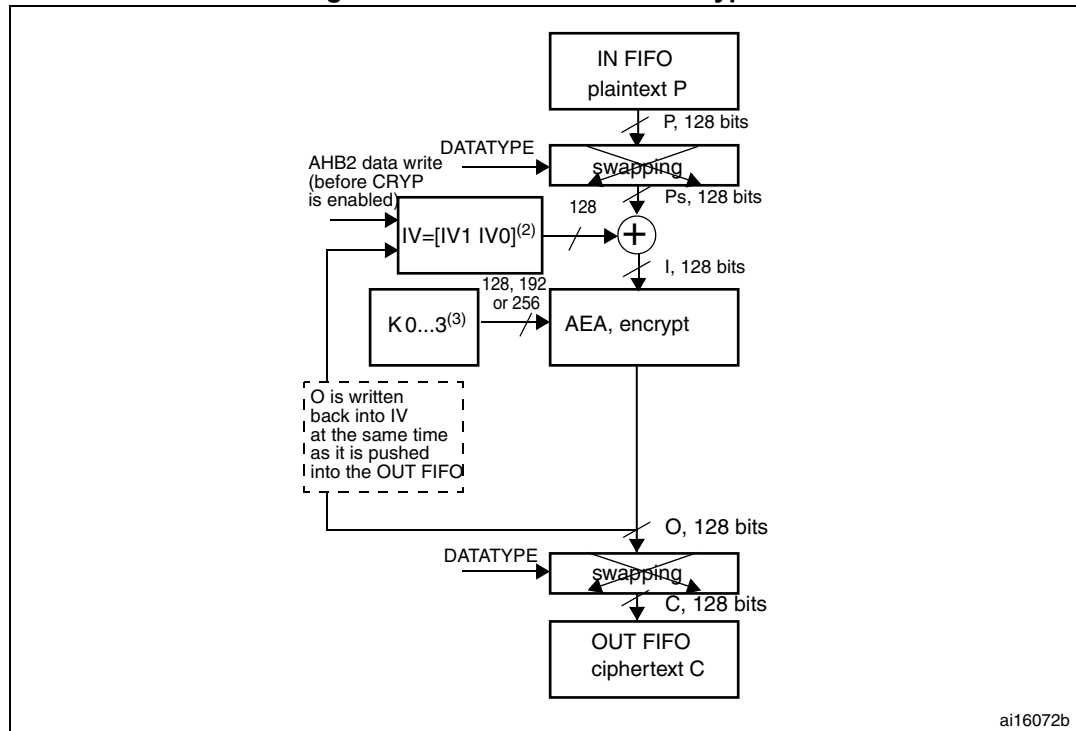 IN FIFO
plaintext P
P, 128 bits
DATATYPE
swapping
AHB2 data write
(before CRYP
is enabled)
Ps, 128 bits
128
IV=[IV1 IV0](2)
+
I, 128 bits
128, 192
or 256
K 0...3(3)
AEA, encrypt
O is written
back into IV
at the same time
as it is pushed
into the OUT FIFO
O, 128 bits
DATATYPE
swapping
C, 128 bits
OUT FIFO
ciphertext C
ai16072b